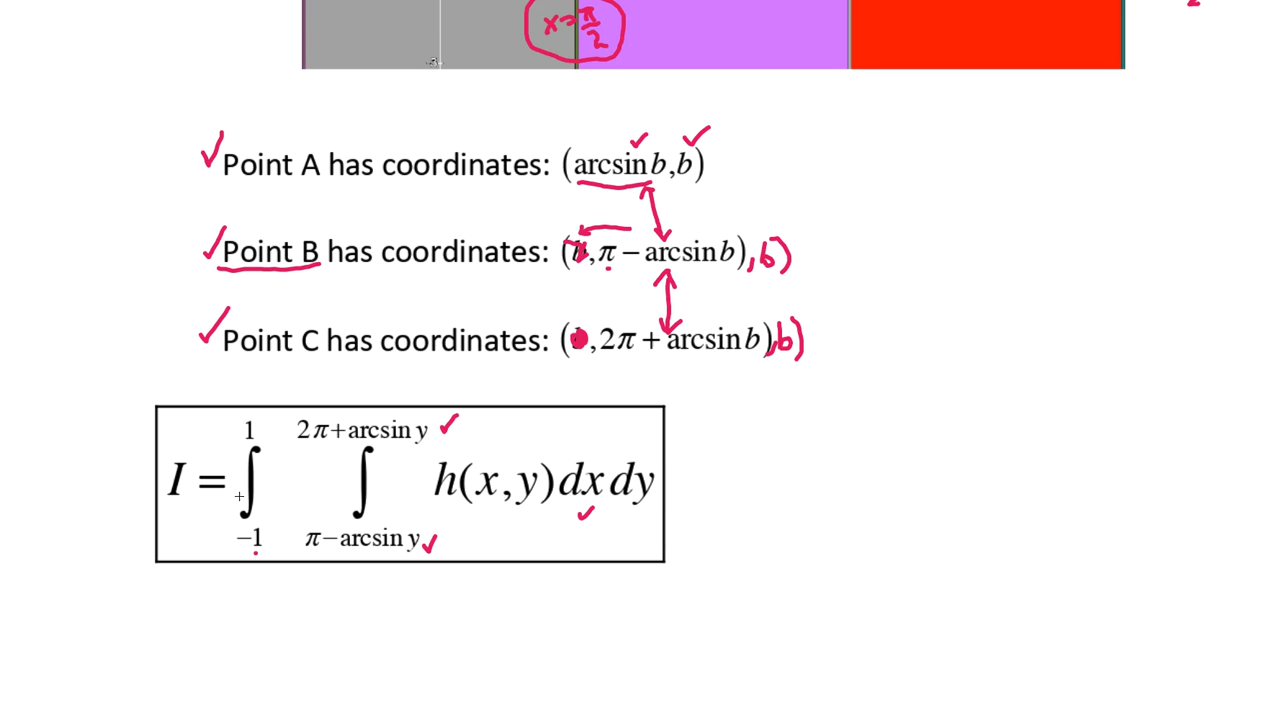 x = π/2
2
Point A has coordinates: (arcsin b, b)
Point B has coordinates: ( , π − arcsin b), b)
Point C has coordinates: ( , 2π + arcsin b), b)
I = ∫_{−1}^{1} ∫_{π−arcsin y}^{2π+arcsin y} h(x, y) dx dy